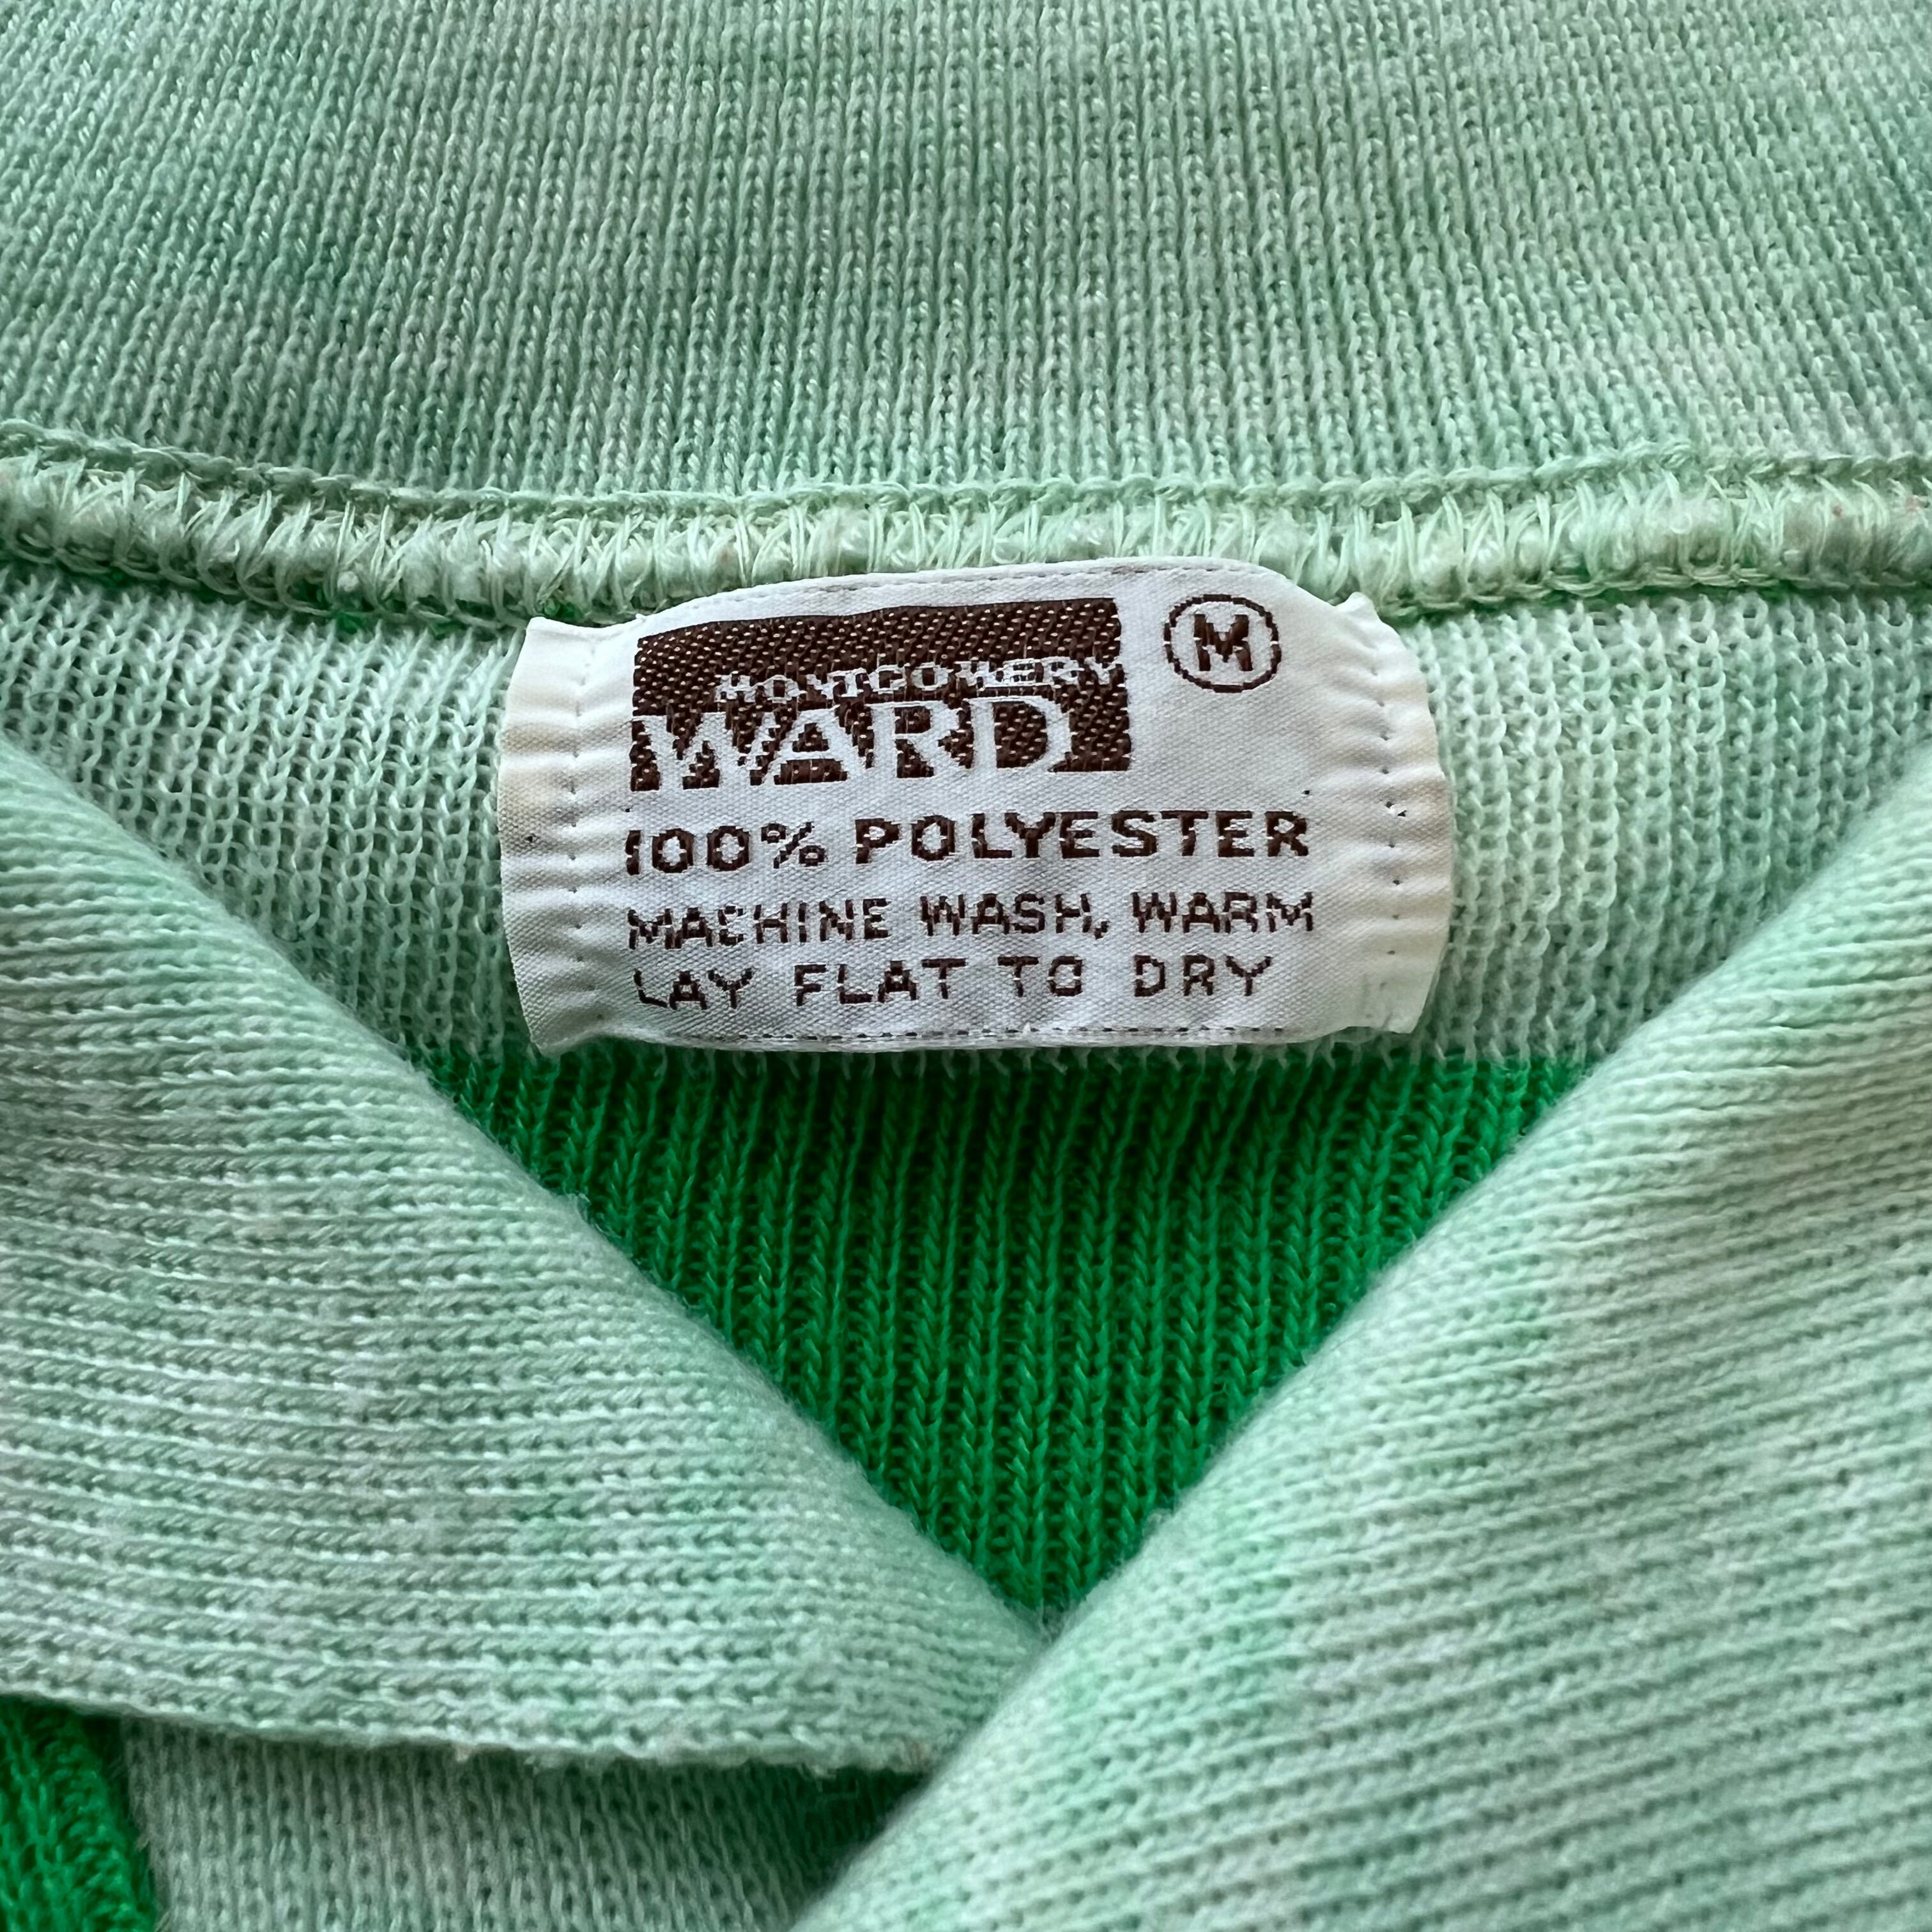 MONTGOMERY
WARD
M
100% POLYESTER
MACHINE WASH, WARM
LAY FLAT TO DRY